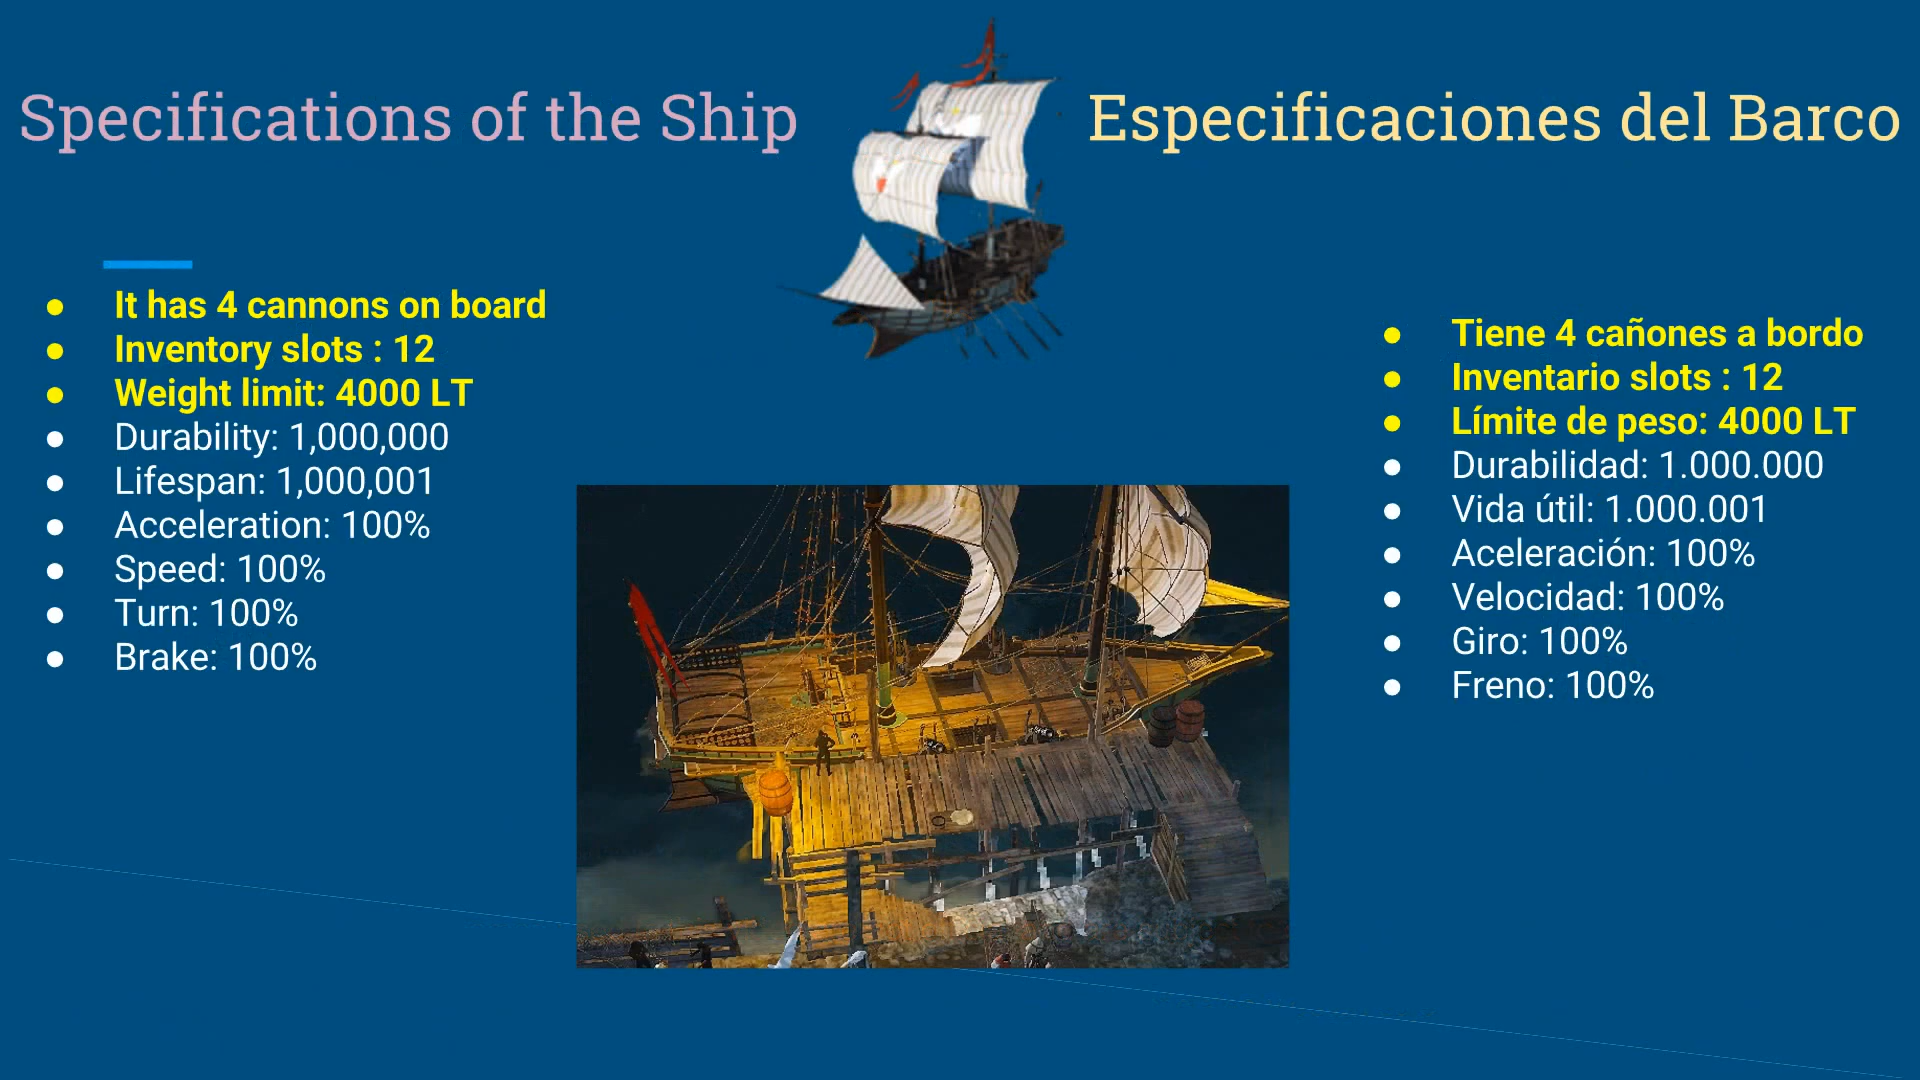 Specifications of the Ship
It has 4 cannons on board
Inventory slots : 12
Weight limit: 4000 LT
Durability: 1,000,000
Lifespan: 1,000,001
Acceleration: 100%
Speed: 100%
Turn: 100%
Brake: 100%
Especificaciones del Barco
Tiene 4 cañones a bordo
Inventario slots : 12
Límite de peso: 4000 LT
Durabilidad: 1.000.000
Vida útil: 1.000.001
Aceleración: 100%
Velocidad: 100%
Giro: 100%
Freno: 100%